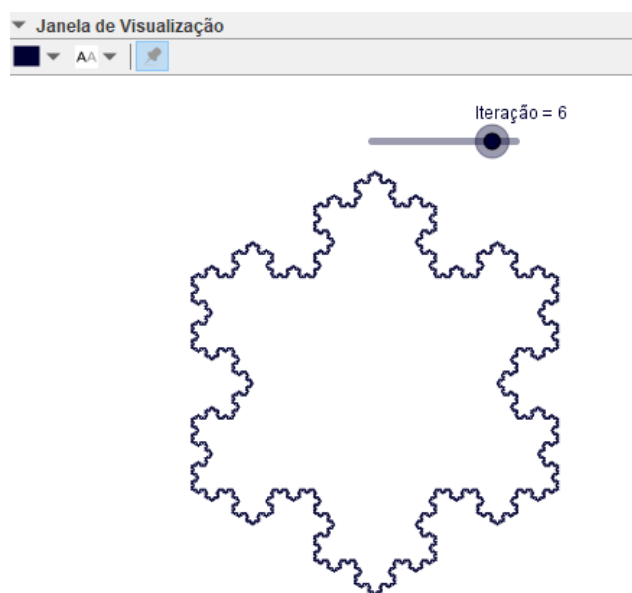 Janela de Visualização
AA
Iteração = 6